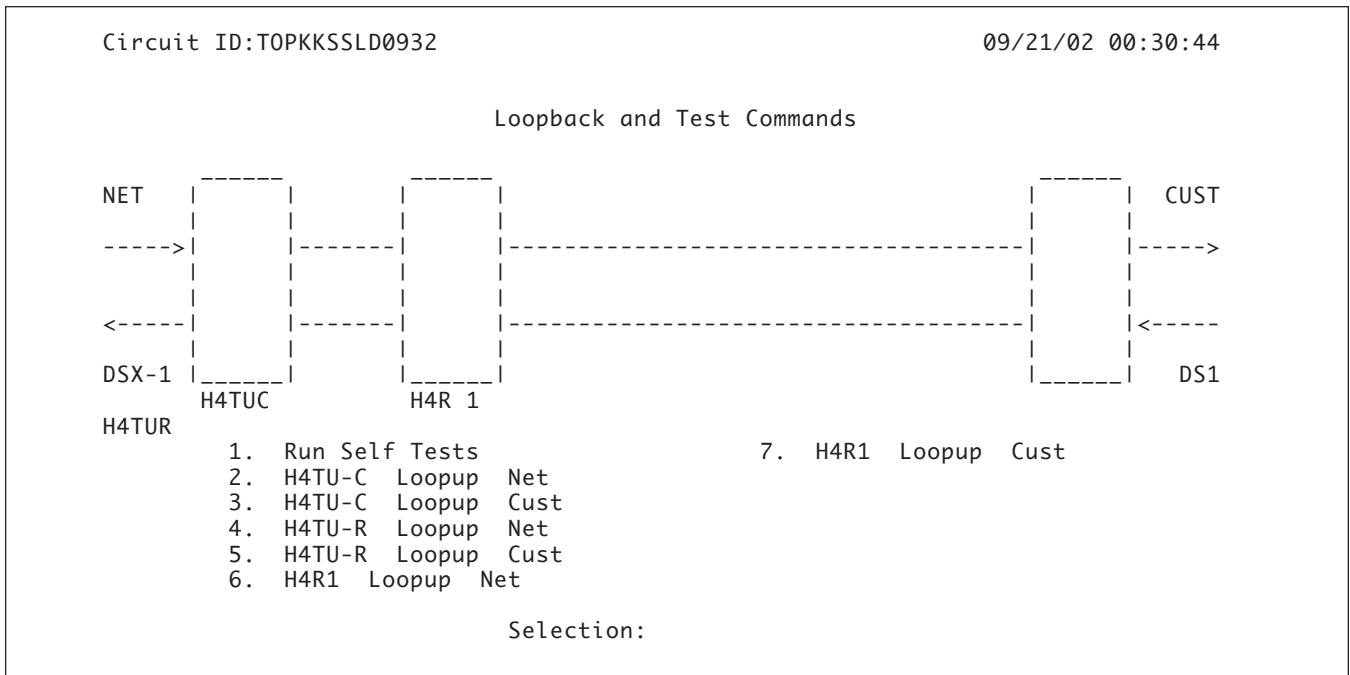 Circuit ID:TOPKKSSLD0932 09/21/02 00:30:44
Loopback and Test Commands
NET CUST
DSX-1 DS1
H4TUC H4R 1
H4TUR
1. Run Self Tests 7. H4R1 Loopup Cust
2. H4TU-C Loopup Net
3. H4TU-C Loopup Cust
4. H4TU-R Loopup Net
5. H4TU-R Loopup Cust
6. H4R1 Loopup Net
Selection: